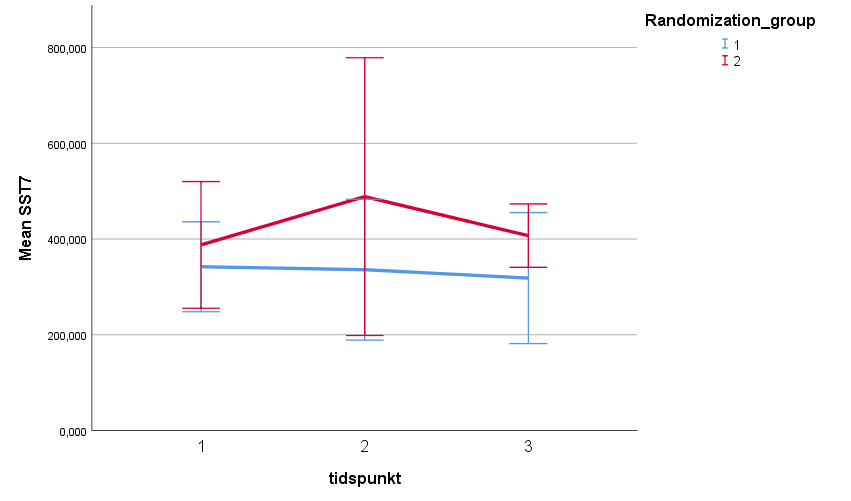 Randomization_group
1
2
800,000
600,000
400,000
200,000
0,000
Mean SST7
1 2 3
tidspunkt